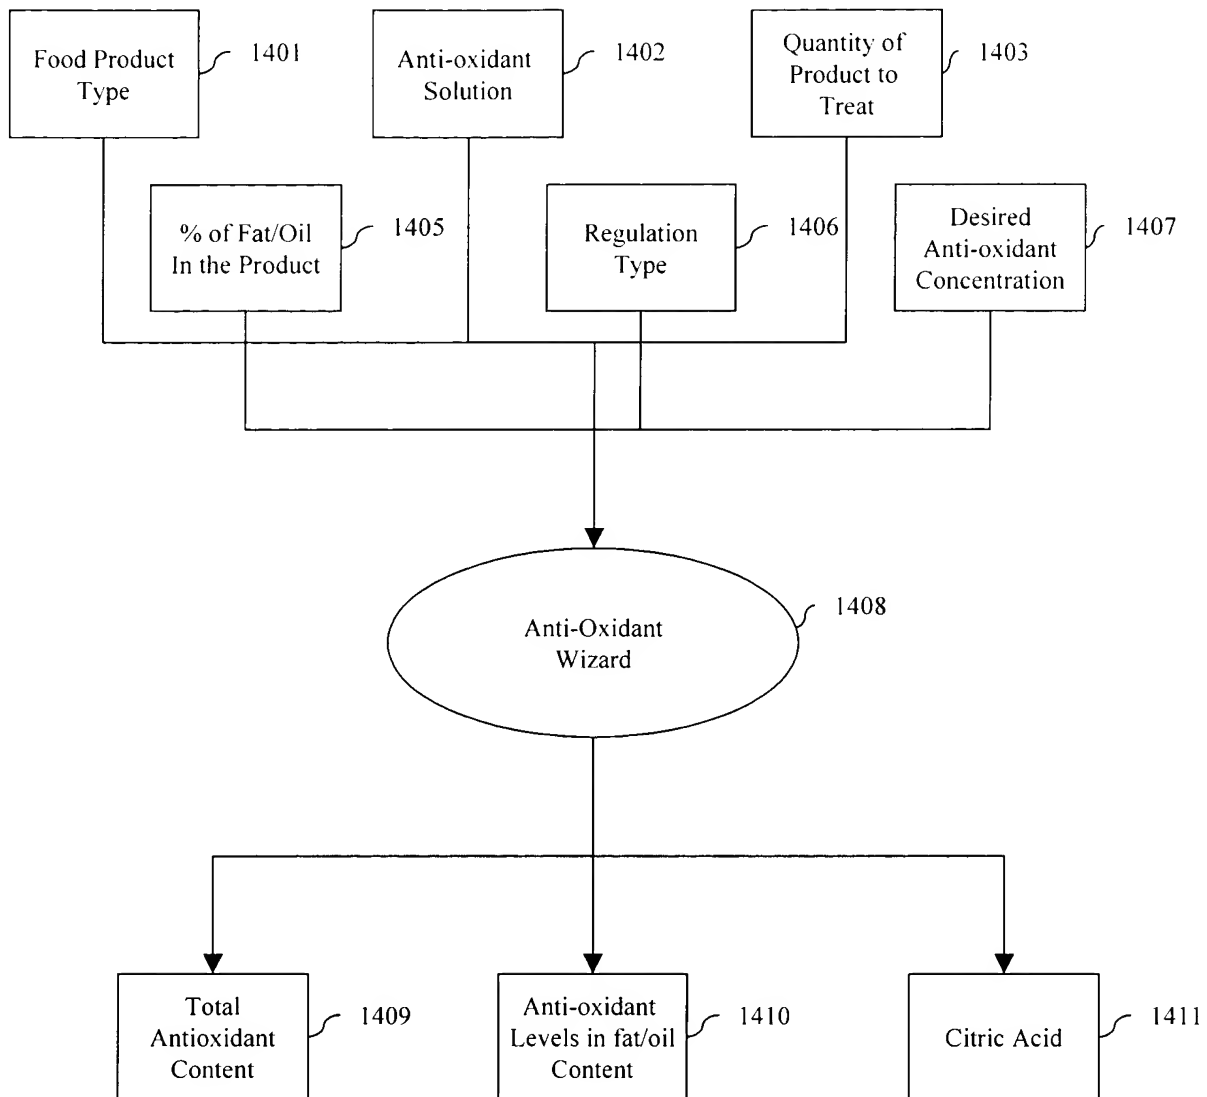 Food Product
Type
1401
Anti-oxidant
Solution
1402
Quantity of
Product to
Treat
1403
% of Fat/Oil
In the Product
1405
Regulation
Type
1406
Desired
Anti-oxidant
Concentration
1407
Anti-Oxidant
Wizard
1408
Total
Antioxidant
Content
1409
Anti-oxidant
Levels in fat/oil
Content
1410
Citric Acid
1411